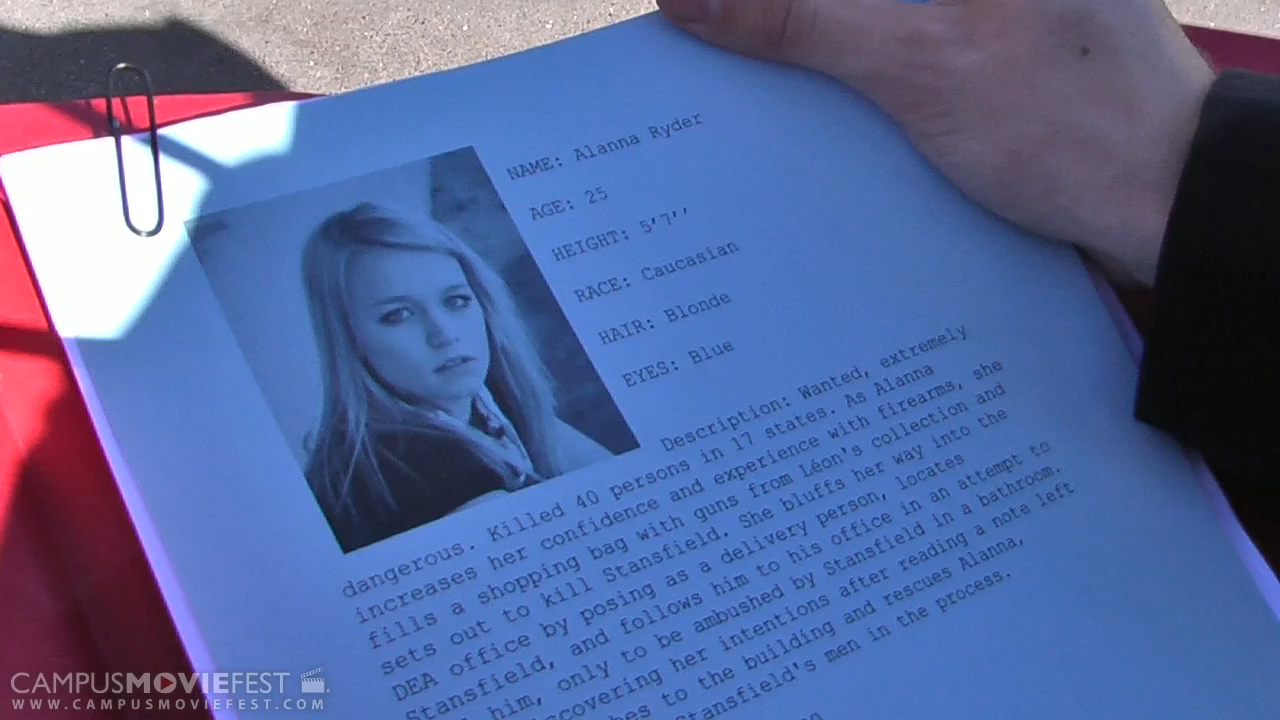 NAME: Alanna Ryder
AGE: 25
HEIGHT: 5'7''
RACE: Caucasian
HAIR: Blonde
EYES: Blue
Description: Wanted, extremely
dangerous. Killed 40 persons in 17 states. As Alanna
increases her confidence and experience with firearms, she
fills a shopping bag with guns from Léon's collection and
sets out to kill Stansfield. She bluffs her way into the
DEA office by posing as a delivery person, locates
Stansfield, and follows him to his office in an attempt to
him, only to be ambushed by Stansfield in a bathroom.
her intentions after reading a note left
to the building and rescues Alanna,
Stansfield's men in the process.
CAMPUSMOVIEFEST
WWW.CAMPUSMOVIEFEST.COM